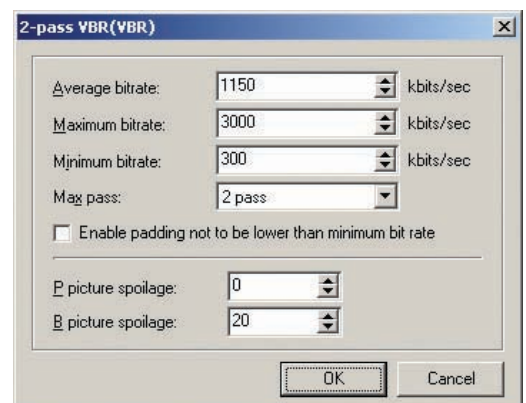 2-pass VBR(VBR)
Average bitrate: 1150 kbits/sec
Maximum bitrate: 3000 kbits/sec
Minimum bitrate: 300 kbits/sec
Max pass: 2 pass
Enable padding not to be lower than minimum bit rate
P picture spoilage: 0
B picture spoilage: 20
OK Cancel